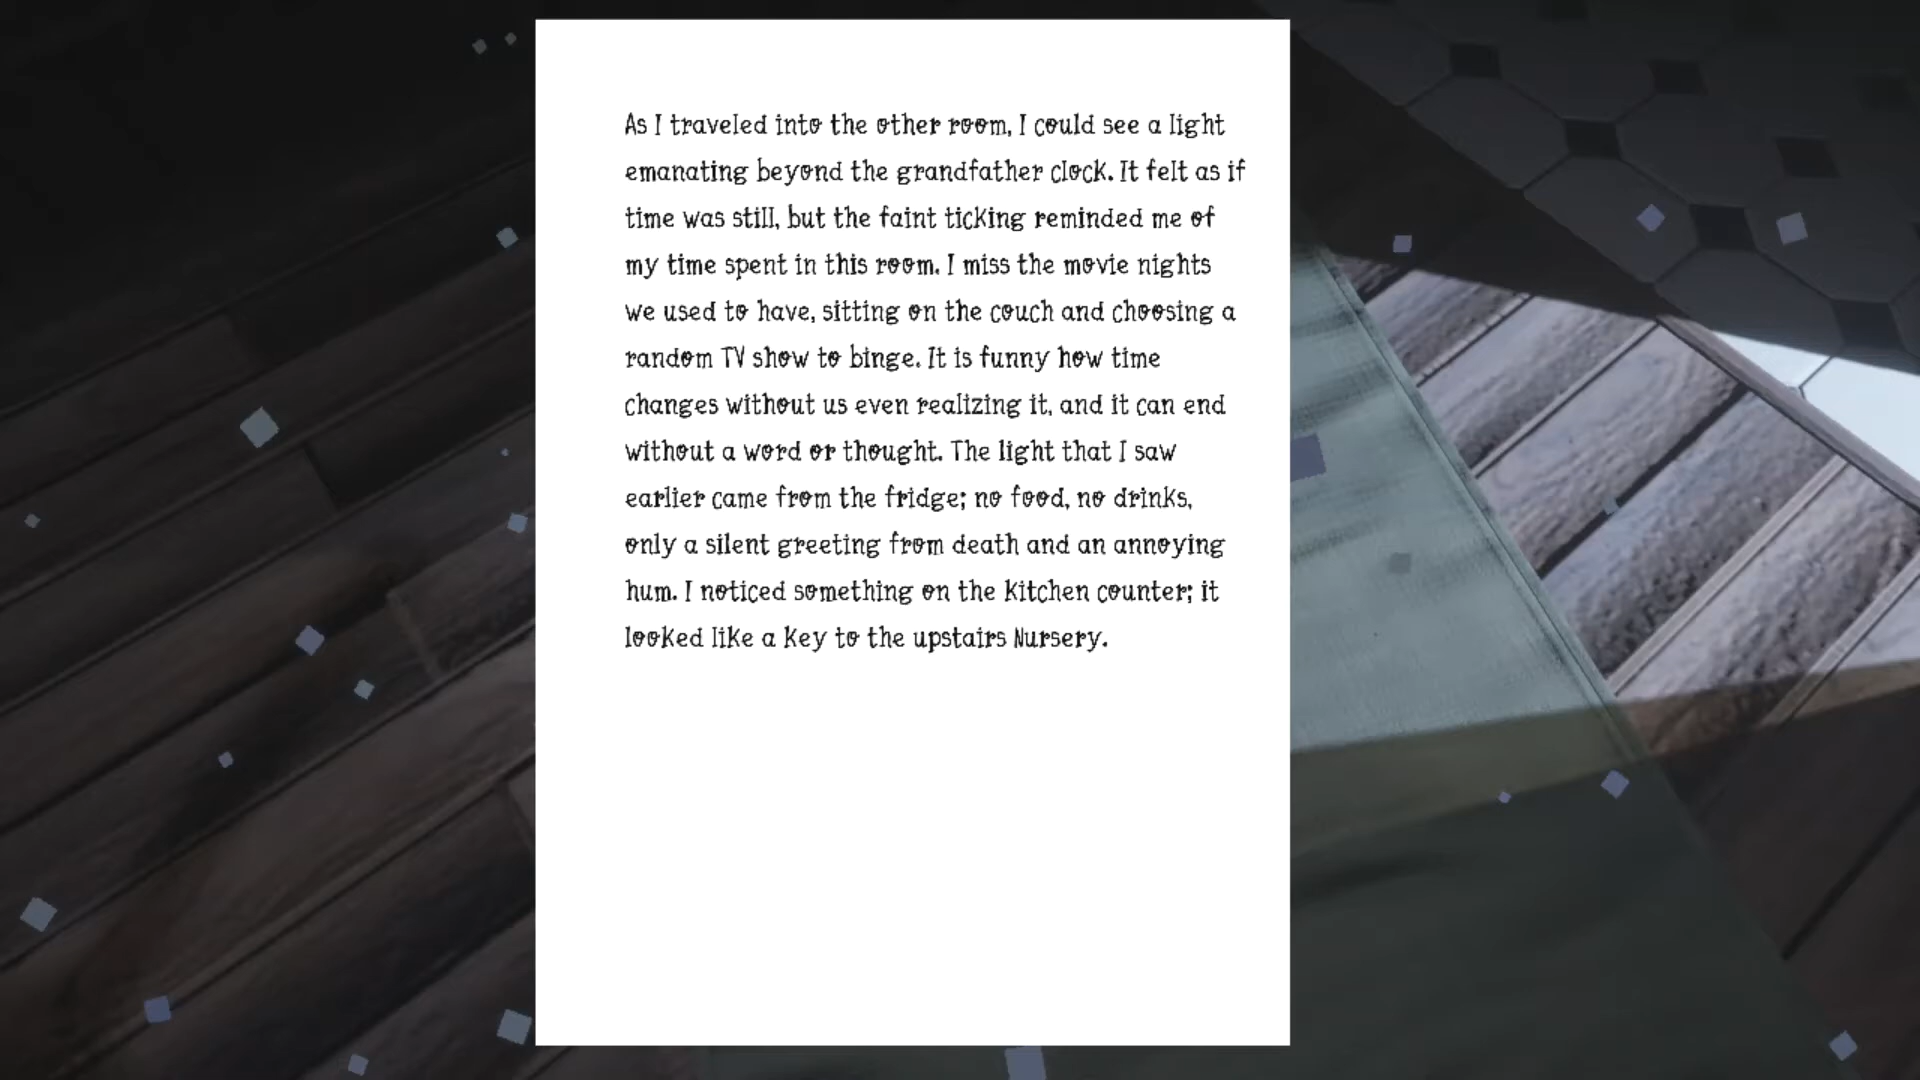 As I traveled into the other room, I could see a light
emanating beyond the grandfather clock. It felt as if
time was still, but the faint ticking reminded me of
my time spent in this room. I miss the movie nights
we used to have, sitting on the couch and choosing a
random TV show to binge. It is funny how time
changes without us even realizing it, and it can end
without a word or thought. The light that I saw
earlier came from the fridge; no food, no drinks,
only a silent greeting from death and an annoying
hum. I noticed something on the kitchen counter; it
looked like a key to the upstairs Nursery.